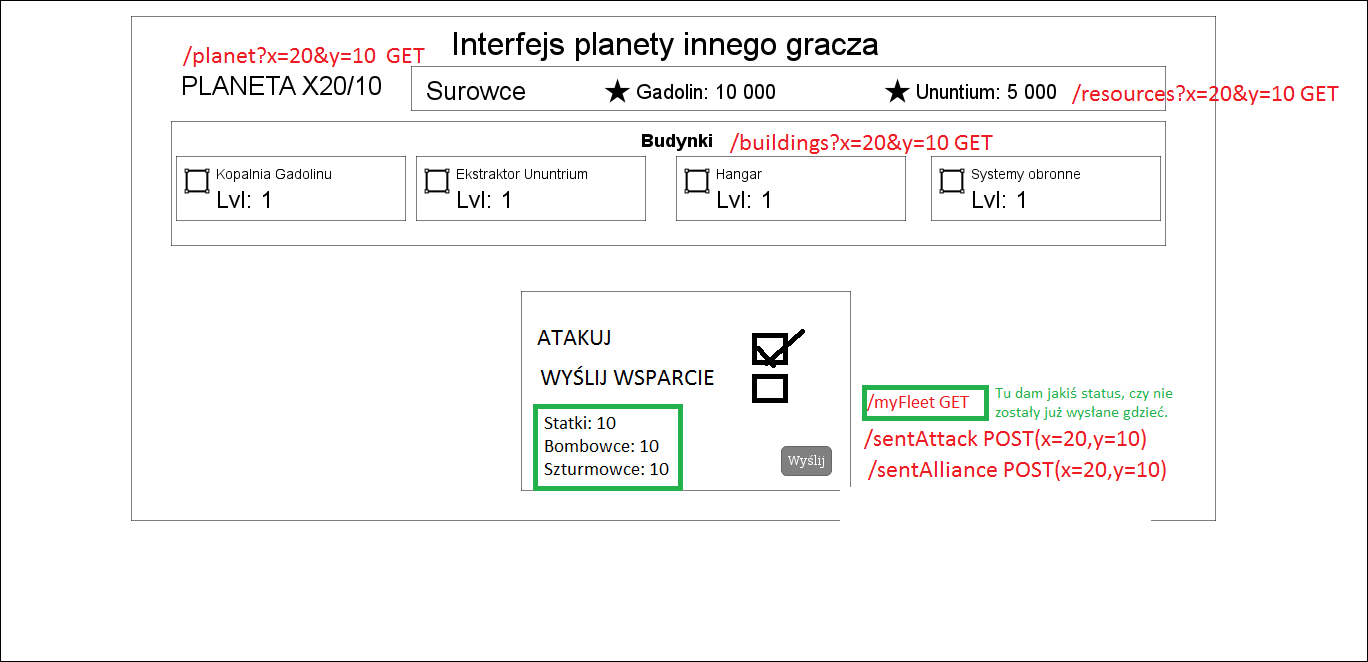 Interfejs planety innego gracza
/planet?x=20&y=10 GET
PLANETA X20/10
Surowce
Gadolin: 10 000
Ununtium: 5 000
/resources?x=20&y=10 GET
Budynki
/buildings?x=20&y=10 GET
Kopalnia Gadolinu
Lvl: 1
Ekstraktor Ununtrium
Lvl: 1
Hangar
Lvl: 1
Systemy obronne
Lvl: 1
ATAKUJ
WYŚLIJ WSPARCIE
Statki: 10
Bombowce: 10
Szturmowce: 10
Wyślij
/myFleet GET
Tu dam jakiś status, czy nie
zostały już wysłane gdzieć.
/sentAttack POST(x=20,y=10)
/sentAlliance POST(x=20,y=10)